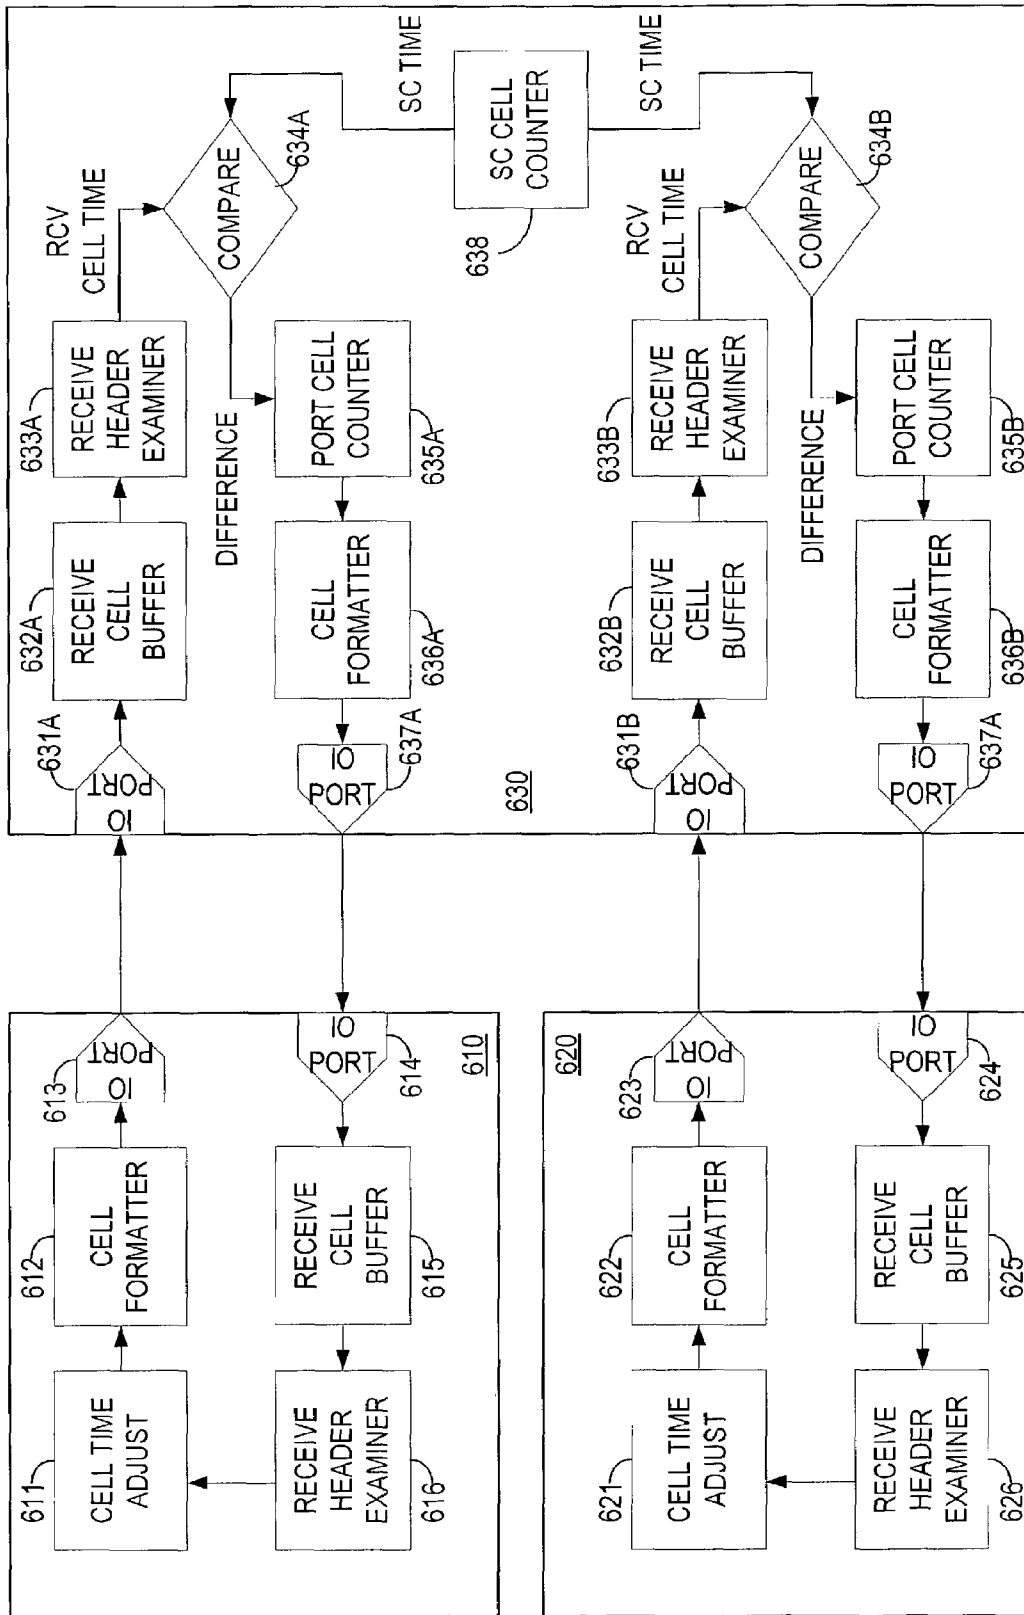 611
CELL TIME
ADJUST
612
CELL
FORMATTER
613
IO
PORT
631A
IO
PORT
632A
RECEIVE
CELL
BUFFER
633A
RECEIVE
HEADER
EXAMINER
RCV
CELL TIME
COMPARE
634A
DIFFERENCE
SC TIME
616
RECEIVE
HEADER
EXAMINER
615
RECEIVE
CELL
BUFFER
614
IO
PORT
610
637A
IO
PORT
636A
CELL
FORMATTER
635A
PORT CELL
COUNTER
630
638
SC CELL
COUNTER
620
621
CELL TIME
ADJUST
622
CELL
FORMATTER
623
IO
PORT
631B
IO
PORT
632B
RECEIVE
CELL
BUFFER
633B
RECEIVE
HEADER
EXAMINER
RCV
CELL TIME
SC TIME
COMPARE
634B
DIFFERENCE
626
RECEIVE
HEADER
EXAMINER
625
RECEIVE
CELL
BUFFER
624
IO
PORT
637A
IO
PORT
636B
CELL
FORMATTER
635B
PORT CELL
COUNTER